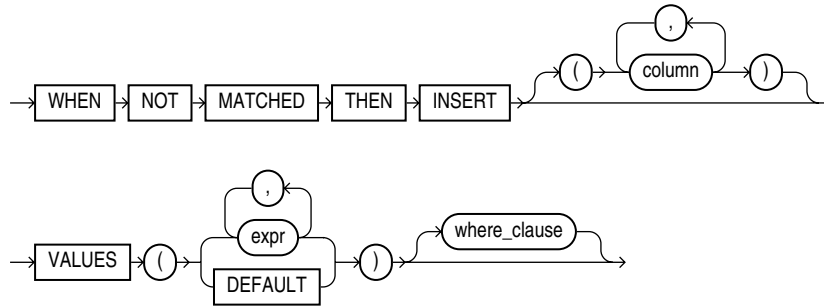 ,
( column )
WHEN NOT MATCHED THEN INSERT
,
expr where_clause
VALUES ( )
DEFAULT